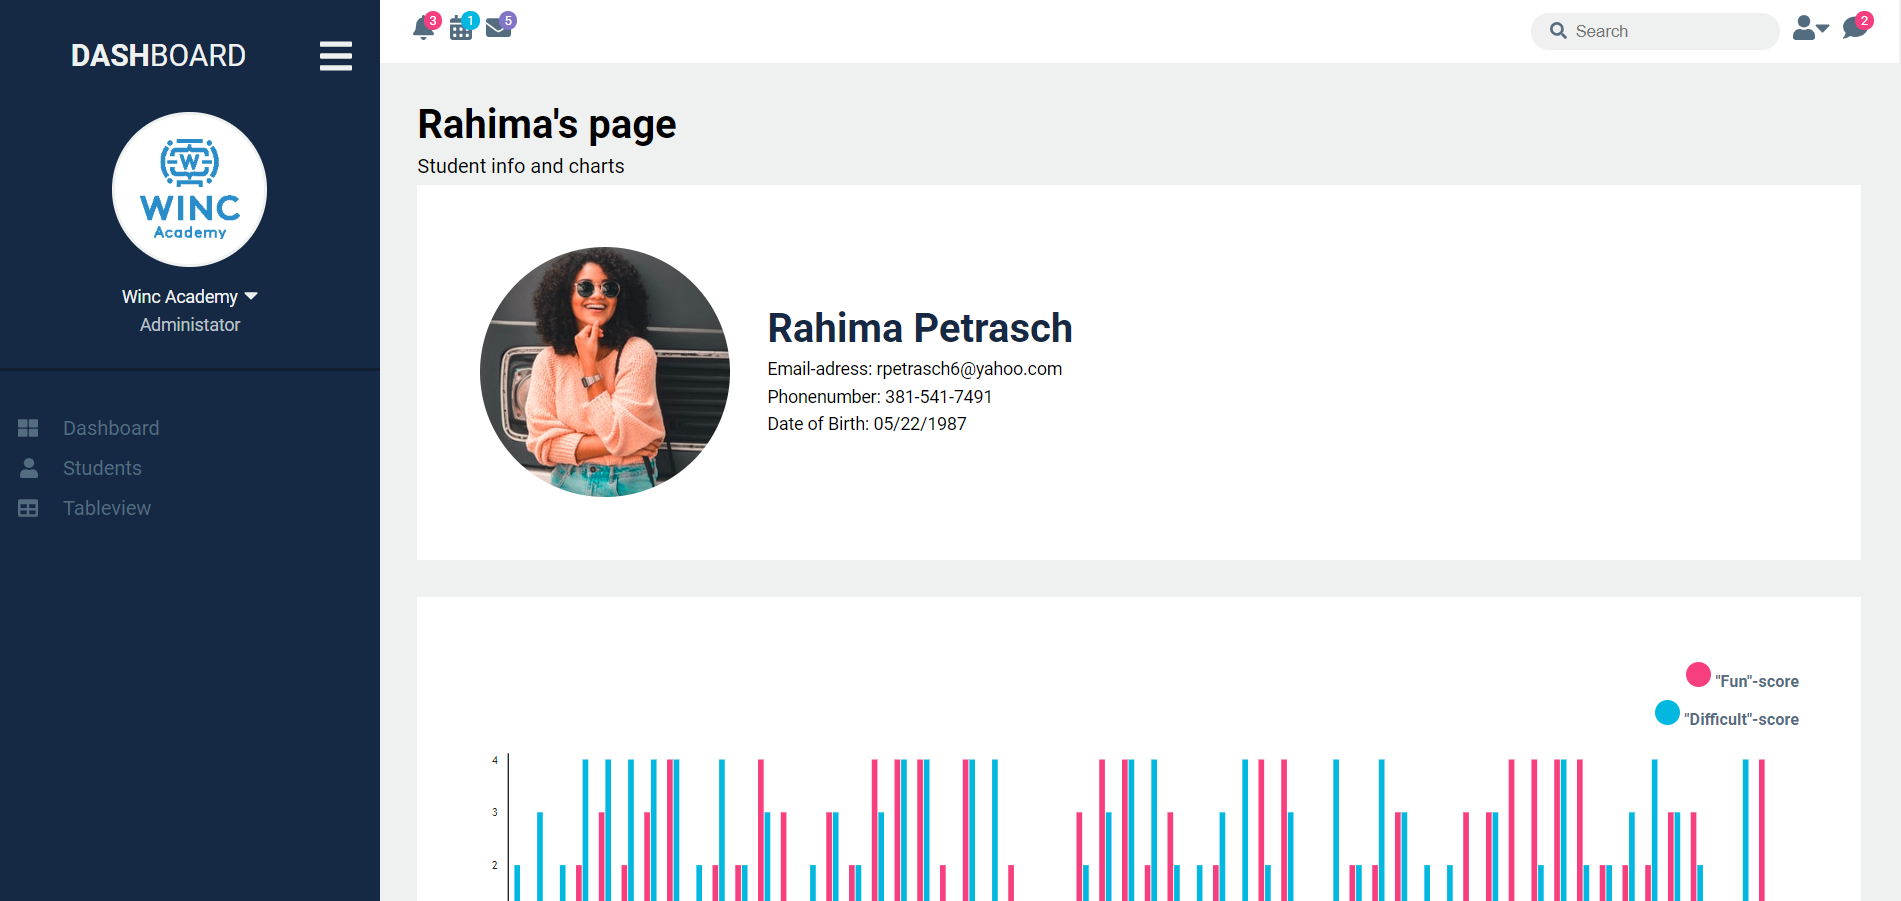 DASHBOARD
3
1
5
Search
2
W
WINC
Academy
Winc Academy
Administator
Dashboard
Students
Tableview
Rahima's page
Student info and charts
Rahima Petrasch
Email-adress: rpetrasch6@yahoo.com
Phonenumber: 381-541-7491
Date of Birth: 05/22/1987
"Fun"-score
"Difficult"-score
4
3
2